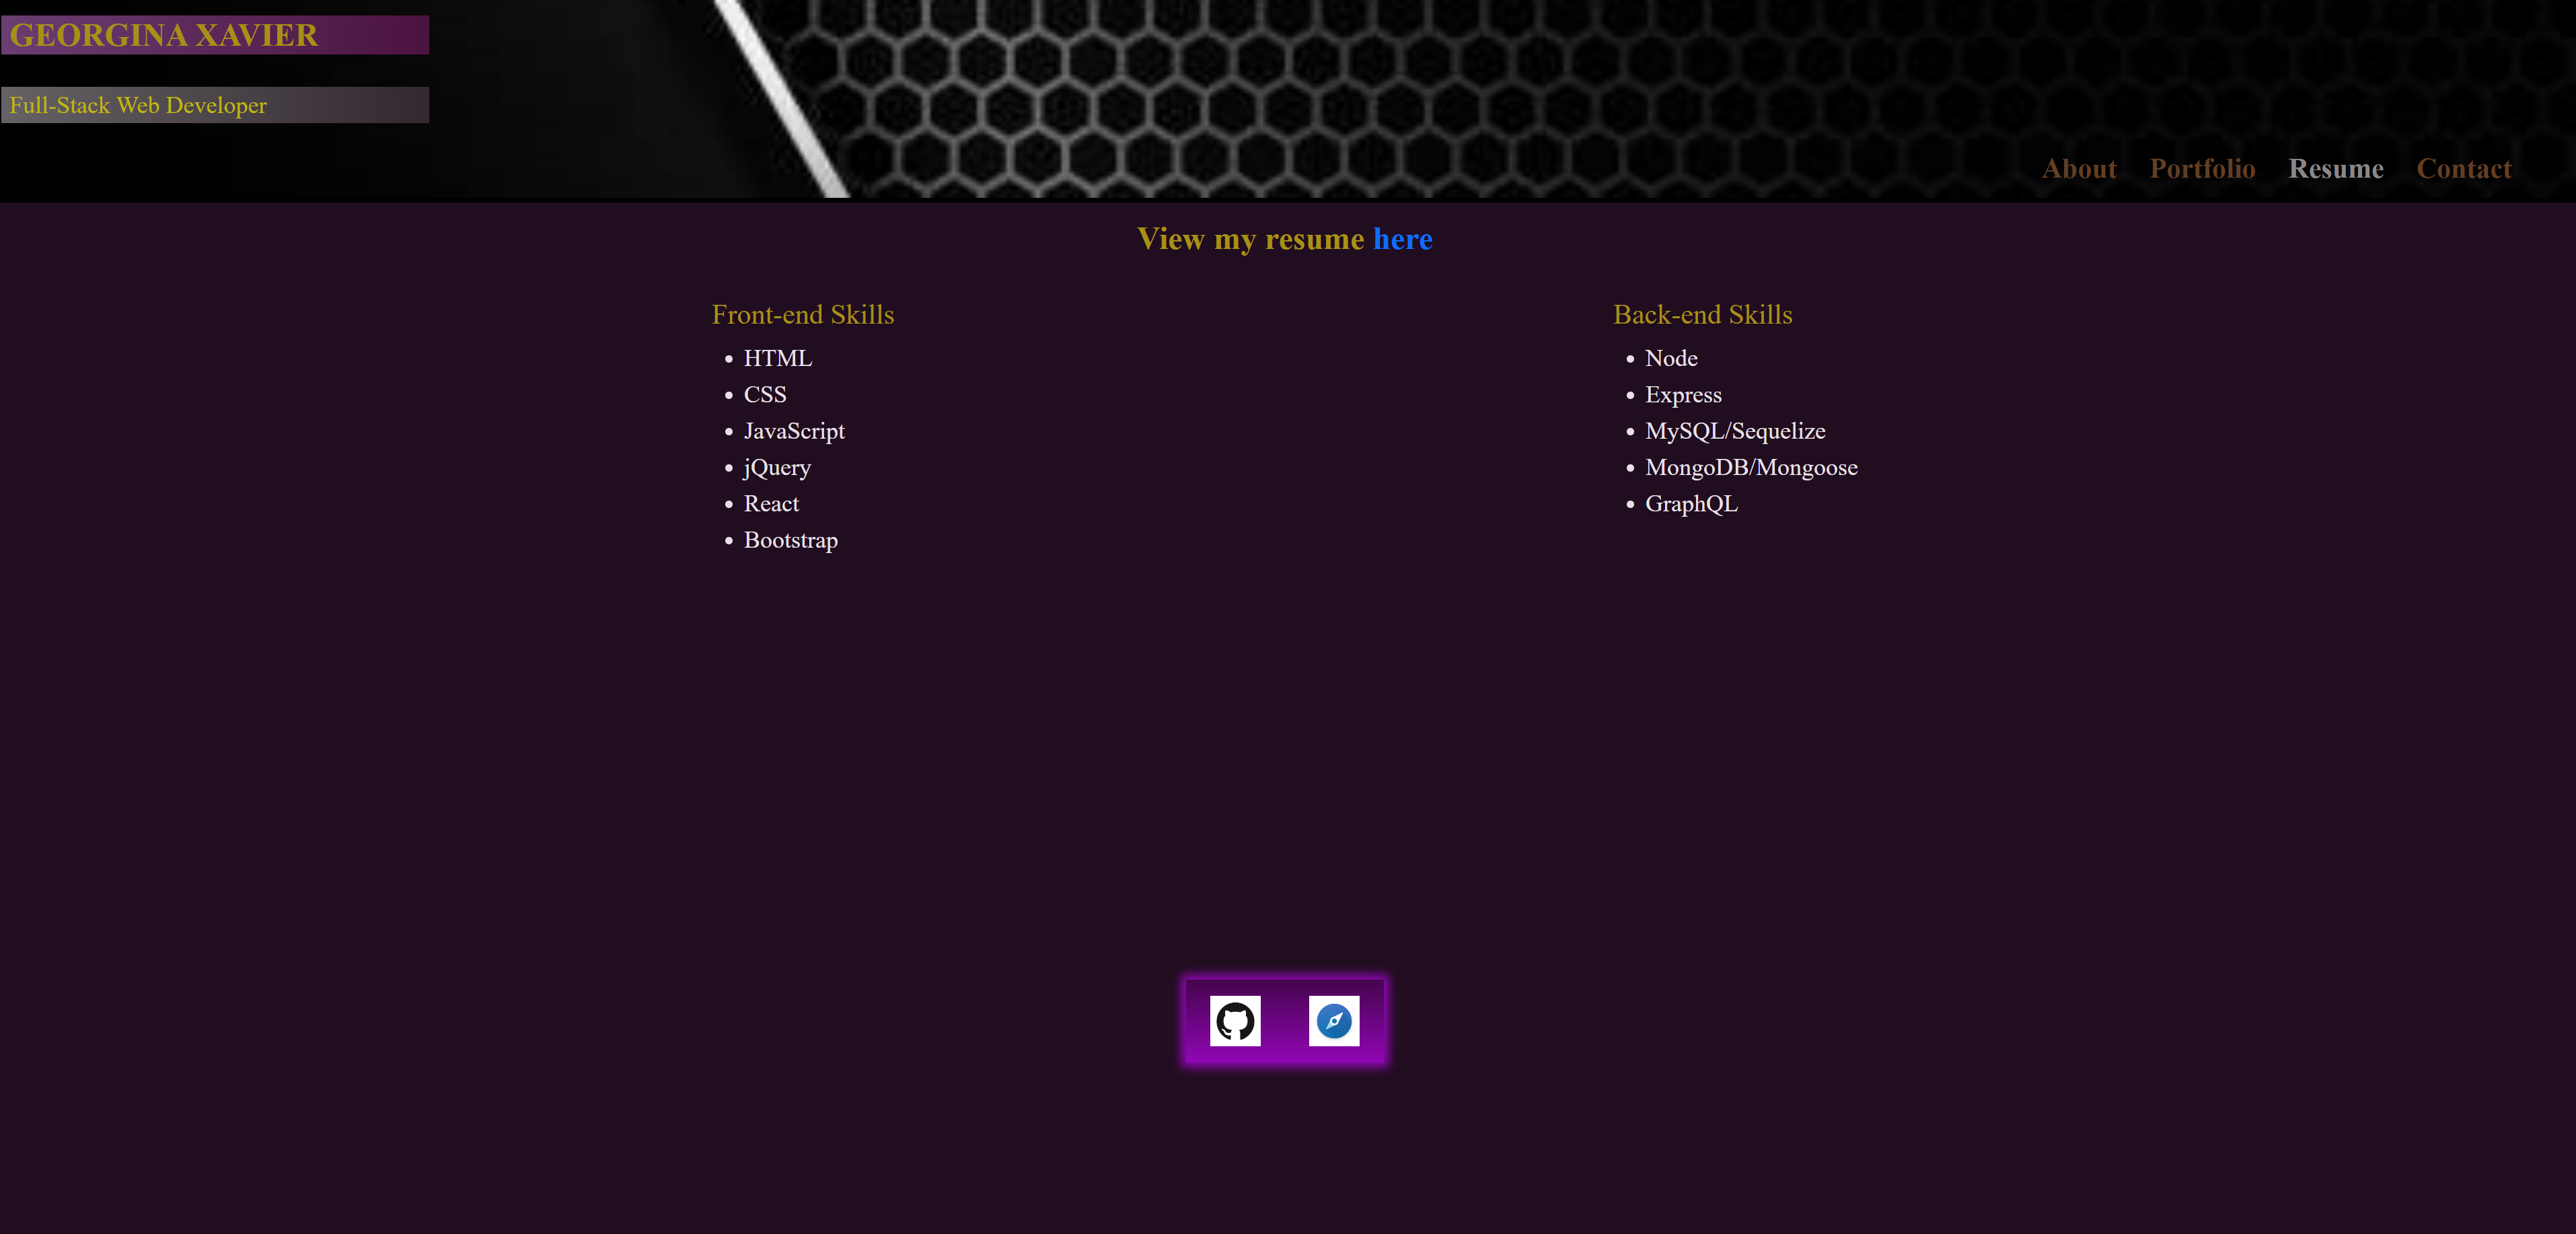 GEORGINA XAVIER
Full-Stack Web Developer
About Portfolio Resume Contact
View my resume here
Front-end Skills
HTML
CSS
JavaScript
jQuery
React
Bootstrap
Back-end Skills
Node
Express
MySQL/Sequelize
MongoDB/Mongoose
GraphQL